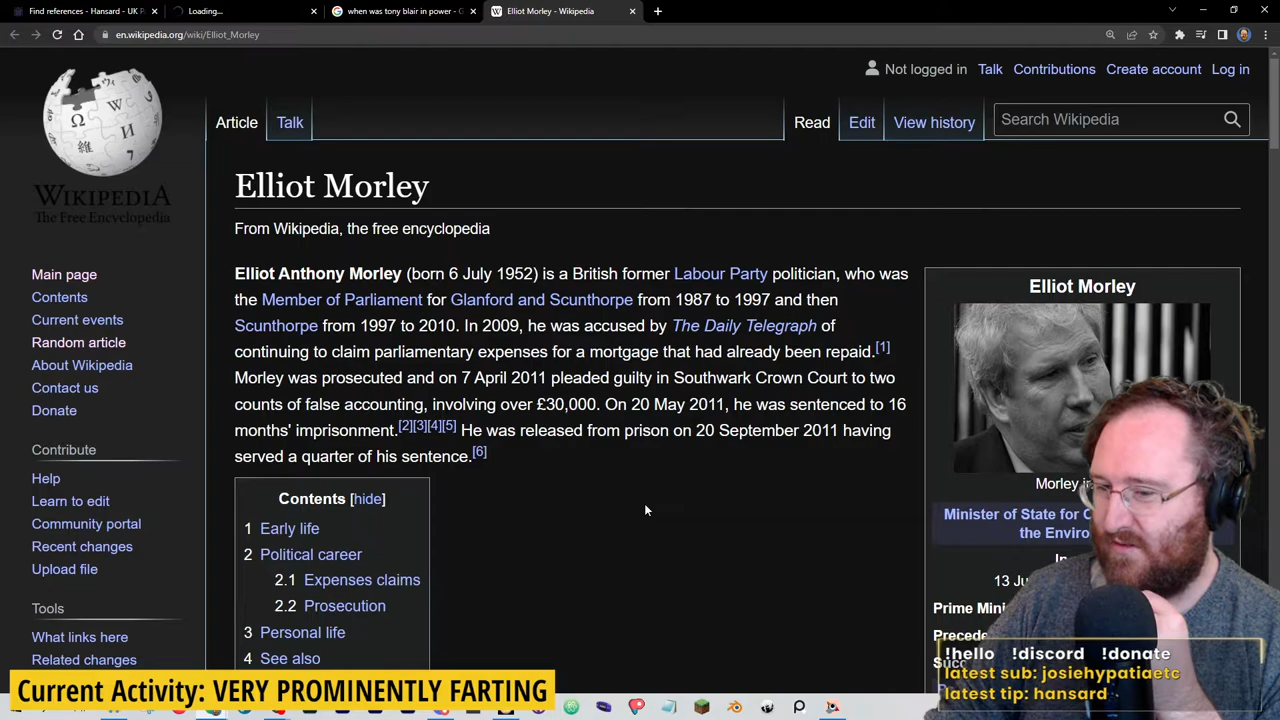 Find references - Hansard - UK P
Loading...
when was tony blair in power - G
Elliot Morley - Wikipedia
en.wikipedia.org/wiki/Elliot_Morley
Not logged in Talk Contributions Create account Log in
Article Talk Read Edit View history Search Wikipedia
WIKIPEDIA
The Free Encyclopedia
Main page
Contents
Current events
Random article
About Wikipedia
Contact us
Donate
Contribute
Help
Learn to edit
Community portal
Recent changes
Upload file
Tools
What links here
Related changes
Elliot Morley
From Wikipedia, the free encyclopedia
Elliot Anthony Morley (born 6 July 1952) is a British former Labour Party politician, who was
the Member of Parliament for Glanford and Scunthorpe from 1987 to 1997 and then
Scunthorpe from 1997 to 2010. In 2009, he was accused by The Daily Telegraph of
continuing to claim parliamentary expenses for a mortgage that had already been repaid.[1]
Morley was prosecuted and on 7 April 2011 pleaded guilty in Southwark Crown Court to two
counts of false accounting, involving over £30,000. On 20 May 2011, he was sentenced to 16
months' imprisonment.[2][3][4][5] He was released from prison on 20 September 2011 having
served a quarter of his sentence.[6]
Contents [hide]
1 Early life
2 Political career
2.1 Expenses claims
2.2 Prosecution
3 Personal life
4 See also
Elliot Morley
Morley i
Minister of State for
the Enviro
13 Ju
Prime Mini
Precede
Succ
!hello !discord !donate
latest sub: josiehypatiaetc
latest tip: hansard
Current Activity: VERY PROMINENTLY FARTING